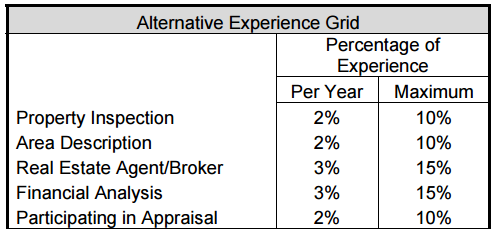 Alternative Experience Grid
Percentage of
Experience
Per Year Maximum
Property Inspection 2% 10%
Area Description 2% 10%
Real Estate Agent/Broker 3% 15%
Financial Analysis 3% 15%
Participating in Appraisal 2% 10%